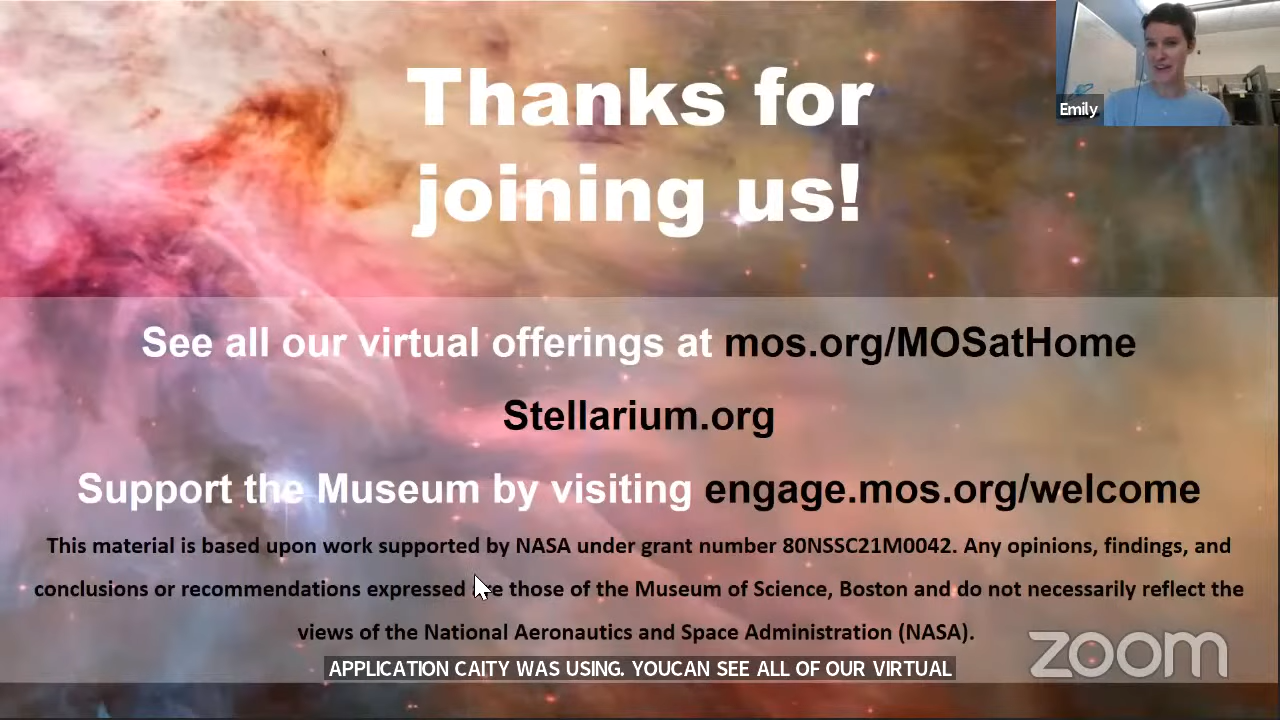 Thanks for
joining us!
Emily
See all our virtual offerings at mos.org/MOSatHome
Stellarium.org
Support the Museum by visiting engage.mos.org/welcome
This material is based upon work supported by NASA under grant number 80NSSC21M0042. Any opinions, findings, and
conclusions or recommendations expressed are those of the Museum of Science, Boston and do not necessarily reflect the
views of the National Aeronautics and Space Administration (NASA).
zoom
APPLICATION CAITY WAS USING. YOUCAN SEE ALL OF OUR VIRTUAL